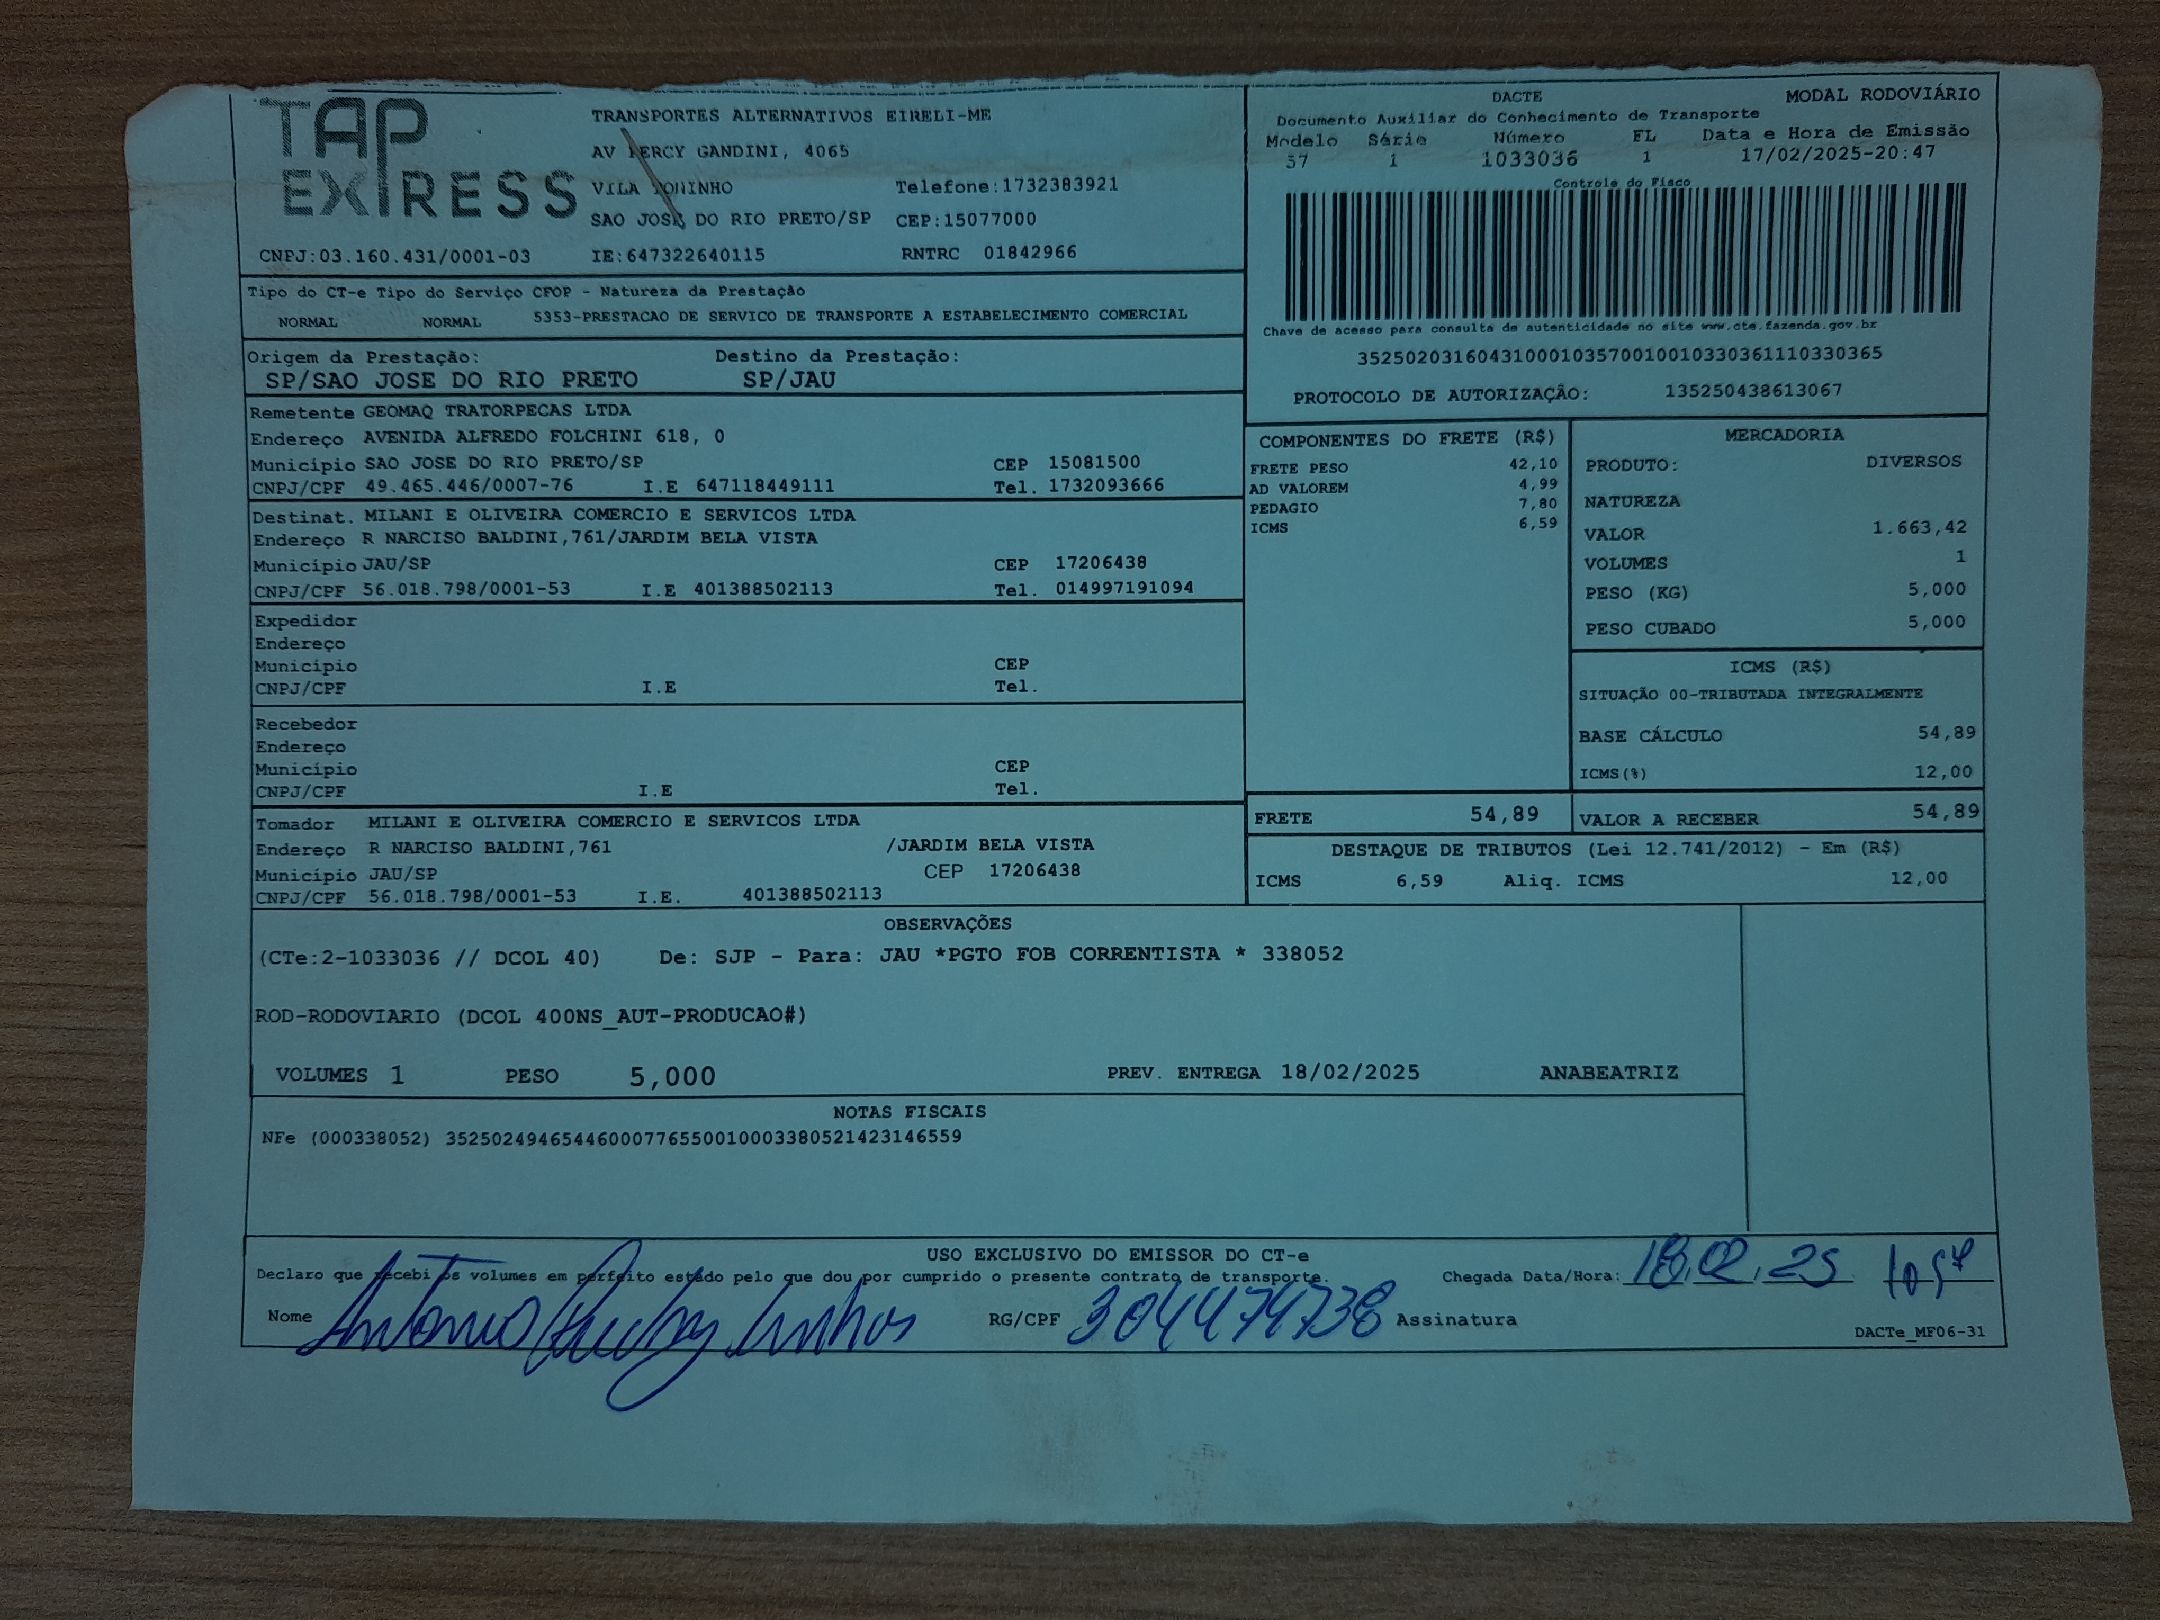 TAP
EXPRESS
TRANSPORTES ALTERNATIVOS EIRELI-ME
AV PERCY GANDINI, 4065
VILA TONINHO Telefone:1732383921
SAO JOSE DO RIO PRETO/SP CEP:15077000
CNPJ:03.160.431/0001-03 IE:647322640115 RNTRC 01842966
DACTE MODAL RODOVIÁRIO
Documento Auxiliar do Conhecimento de Transporte
Modelo Série Número FL Data e Hora de Emissão
57 1 1033036 1 17/02/2025-20:47
Controle do Fisco
Chave de acesso para consulta de autenticidade no site www.cte.fazenda.gov.br
35250203160431000103570010010330361110330365
PROTOCOLO DE AUTORIZAÇÃO: 135250438613067
Tipo do CT-e Tipo do Serviço CFOP - Natureza da Prestação
NORMAL NORMAL 5353-PRESTACAO DE SERVICO DE TRANSPORTE A ESTABELECIMENTO COMERCIAL
Origem da Prestação: Destino da Prestação:
SP/SAO JOSE DO RIO PRETO SP/JAU
Remetente GEOMAQ TRATORPECAS LTDA
Endereço AVENIDA ALFREDO FOLCHINI 618, 0
Município SAO JOSE DO RIO PRETO/SP CEP 15081500
CNPJ/CPF 49.465.446/0007-76 I.E 647118449111 Tel. 1732093666
Destinat. MILANI E OLIVEIRA COMERCIO E SERVICOS LTDA
Endereço R NARCISO BALDINI,761/JARDIM BELA VISTA
Município JAU/SP CEP 17206438
CNPJ/CPF 56.018.798/0001-53 I.E 401388502113 Tel. 014997191094
Expedidor
Endereço
Município CEP
CNPJ/CPF I.E Tel.
Recebedor
Endereço
Município CEP
CNPJ/CPF I.E Tel.
Tomador MILANI E OLIVEIRA COMERCIO E SERVICOS LTDA
Endereço R NARCISO BALDINI,761 /JARDIM BELA VISTA
Município JAU/SP CEP 17206438
CNPJ/CPF 56.018.798/0001-53 I.E. 401388502113
COMPONENTES DO FRETE (R$)
FRETE PESO 42,10
AD VALOREM 4,99
PEDAGIO 7,80
ICMS 6,59
MERCADORIA
PRODUTO: DIVERSOS
NATUREZA
VALOR 1.663,42
VOLUMES 1
PESO (KG) 5,000
PESO CUBADO 5,000
ICMS (R$)
SITUAÇÃO 00-TRIBUTADA INTEGRALMENTE
BASE CÁLCULO 54,89
ICMS(%) 12,00
FRETE 54,89 VALOR A RECEBER 54,89
DESTAQUE DE TRIBUTOS (Lei 12.741/2012) - Em (R$)
ICMS 6,59 Aliq. ICMS 12,00
OBSERVAÇÕES
(CTe:2-1033036 // DCOL 40) De: SJP - Para: JAU *PGTO FOB CORRENTISTA * 338052
ROD-RODOVIARIO (DCOL 400NS_AUT-PRODUCAO#)
VOLUMES 1 PESO 5,000 PREV. ENTREGA 18/02/2025 ANABEATRIZ
NOTAS FISCAIS
NFe (000338052) 35250249465446000776550010003380521423146559
USO EXCLUSIVO DO EMISSOR DO CT-e
Declaro que recebi os volumes em perfeito estado pelo que dou por cumprido o presente contrato de transporte. Chegada Data/Hora: 18.02.25 1057
Nome Antonio RG/CPF 304474738 Assinatura
DACTe_MF06-31